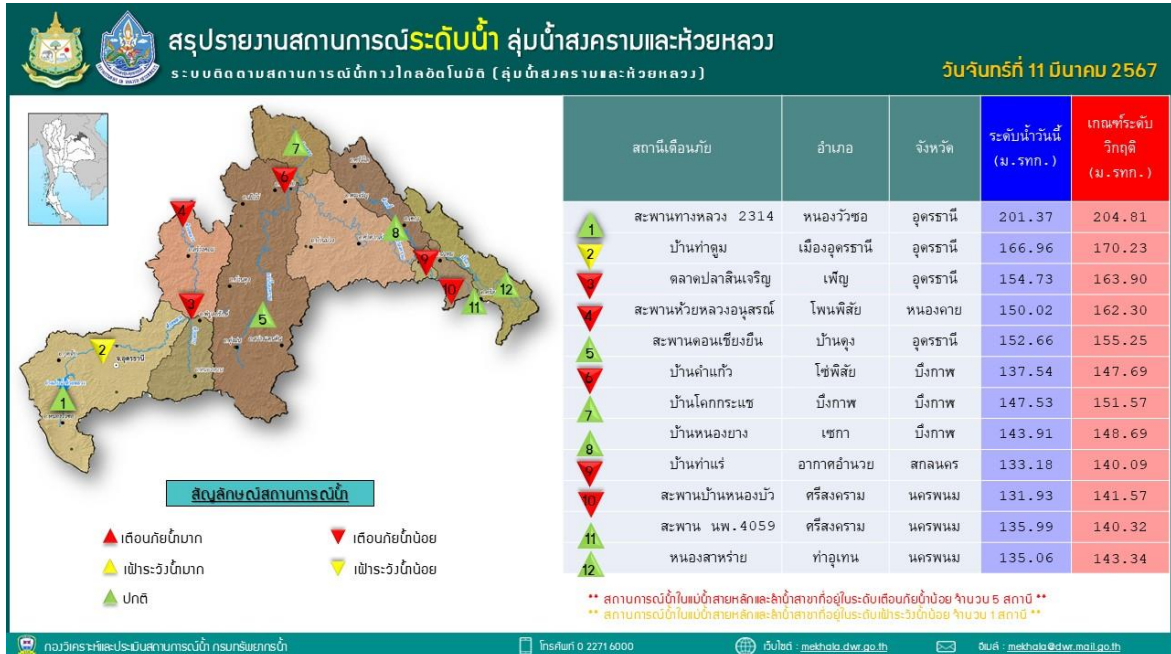 สรุปรายงานสถานการณ์ระดับน้ำ ลุ่มน้ำสงครามและห้วยหลวง
ระบบติดตามสถานการณ์น้ำทางไกลอัตโนมัติ (ลุ่มน้ำสงครามและห้วยหลวง)
วันจันทร์ที่ 11 มีนาคม 2567
สถานีเตือนภัย อำเภอ จังหวัด ระดับน้ำวันนี้ (ม.รทก.) เกณฑ์ระดับวิกฤติ (ม.รทก.)
1 สะพานทางหลวง 2314 หนองวัวซอ อุดรธานี 201.37 204.81
2 บ้านท่าตูม เมืองอุดรธานี อุดรธานี 166.96 170.23
3 ตลาดปลาสินเจริญ เพ็ญ อุดรธานี 154.73 163.90
4 สะพานห้วยหลวงอนุสรณ์ โพนพิสัย หนองคาย 150.02 162.30
5 สะพานดอนเชียงยืน บ้านดุง อุดรธานี 152.66 155.25
6 บ้านคำแก้ว โซ่พิสัย บึงกาฬ 137.54 147.69
7 บ้านโคกกระแซ บึงกาฬ บึงกาฬ 147.53 151.57
8 บ้านหนองยาง เซกา บึงกาฬ 143.91 148.69
9 บ้านท่าแร่ อากาศอำนวย สกลนคร 133.18 140.09
10 สะพานบ้านหนองบัว ศรีสงคราม นครพนม 131.93 141.57
11 สะพาน นพ.4059 ศรีสงคราม นครพนม 135.99 140.32
12 หนองสาหร่าย ท่าอุเทน นครพนม 135.06 143.34
7
6
4
8
9
10
12
11
3
5
2
จ.อุดรธานี
1
สัญลักษณ์สถานการณ์น้ำ
เตือนภัยน้ำมาก
เตือนภัยน้ำน้อย
เฝ้าระวังน้ำมาก
เฝ้าระวังน้ำน้อย
ปกติ
** สถานการณ์น้ำในแม่น้ำสายหลักและลำน้ำสาขาที่อยู่ในระดับเตือนภัยน้ำน้อย จำนวน 5 สถานี **
** สถานการณ์น้ำในแม่น้ำสายหลักและลำน้ำสาขาที่อยู่ในระดับเฝ้าระวังน้ำน้อย จำนวน 1 สถานี **
กองวิเคราะห์และประเมินสถานการณ์น้ำ กรมทรัพยากรน้ำ
โทรศัพท์ 0 2271 6000
เว็บไซต์ : mekhala.dwr.go.th
อีเมล์ : mekhala@dwr.mail.go.th